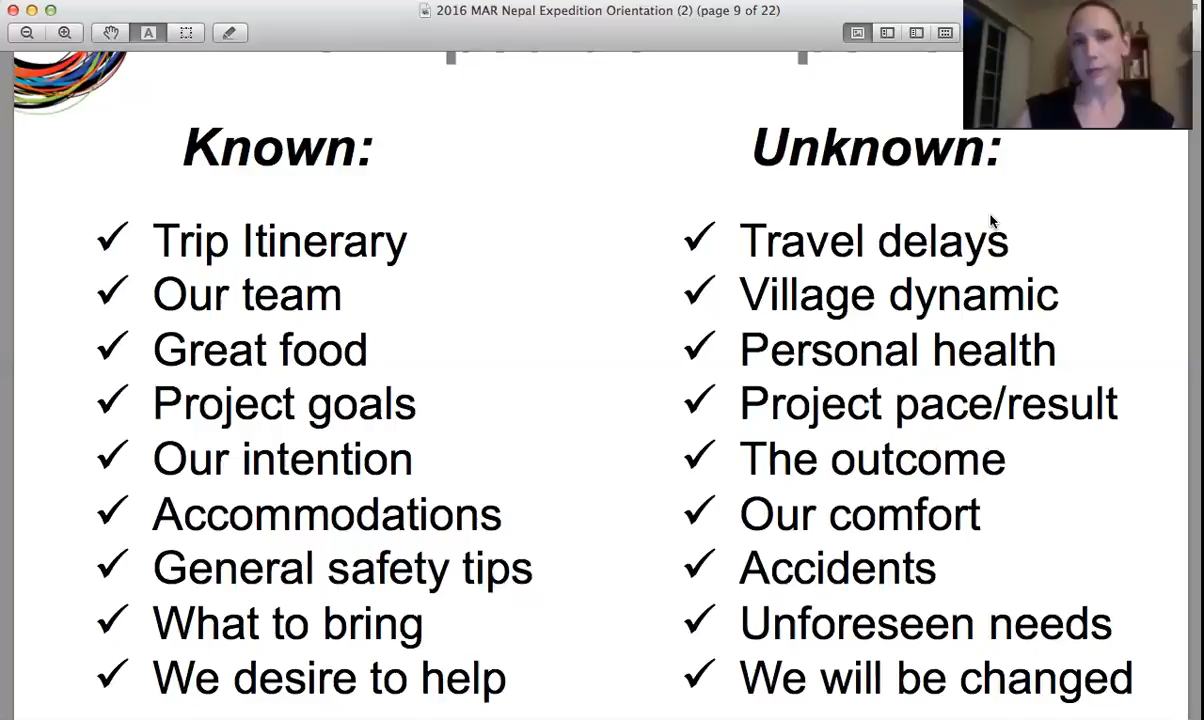 2016 MAR Nepal Expedition Orientation (2) (page 9 of 22)
Known:
Trip Itinerary
Our team
Great food
Project goals
Our intention
Accommodations
General safety tips
What to bring
We desire to help
Unknown:
Travel delays
Village dynamic
Personal health
Project pace/result
The outcome
Our comfort
Accidents
Unforeseen needs
We will be changed